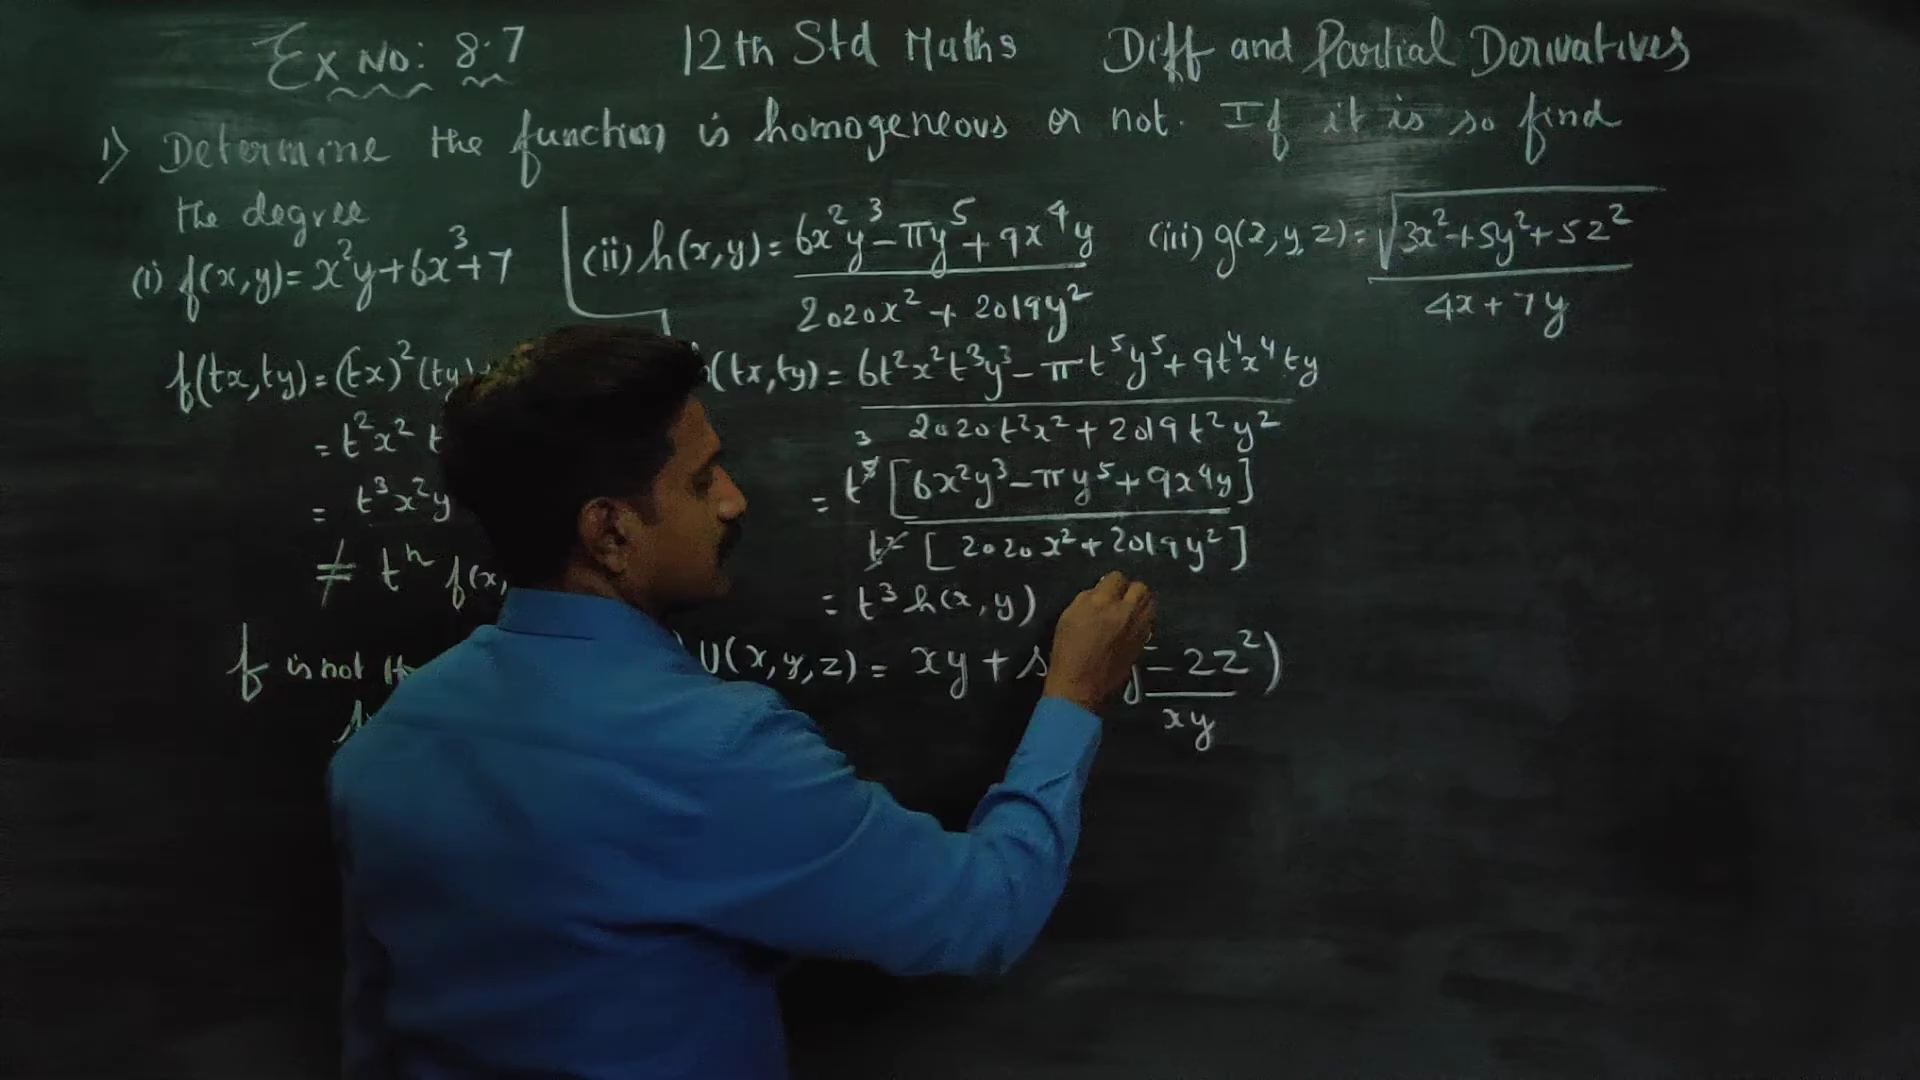 Ex No: 8.7 12th Std Maths Diff and Partial Derivatives
1) Determine the function is homogeneous or not. If it is so find
the degree
(i) f(x,y)= x²y+6x³+7 (ii) h(x,y)= 6x²y³-πy⁵+9x⁴y / 2020x²+2019y² (iii) g(2,y,z)= √3x²+5y²+5z² / 4x+7y
f(tx,ty)=(tx)²(ty) (tx,ty)= 6t²x²t³y³-πt⁵y⁵+9t⁴x⁴ty / 2020t²x²+2019t²y²
= t²x² t
= t³x²y
= t⁵ 3 [6x²y³-πy⁵+9x⁴y] / t² [2020x²+2019y²]
≠ tⁿ f(x,
= t³h(x,y)
f is not
U(x,y,z)= xy+s -2z²) / xy